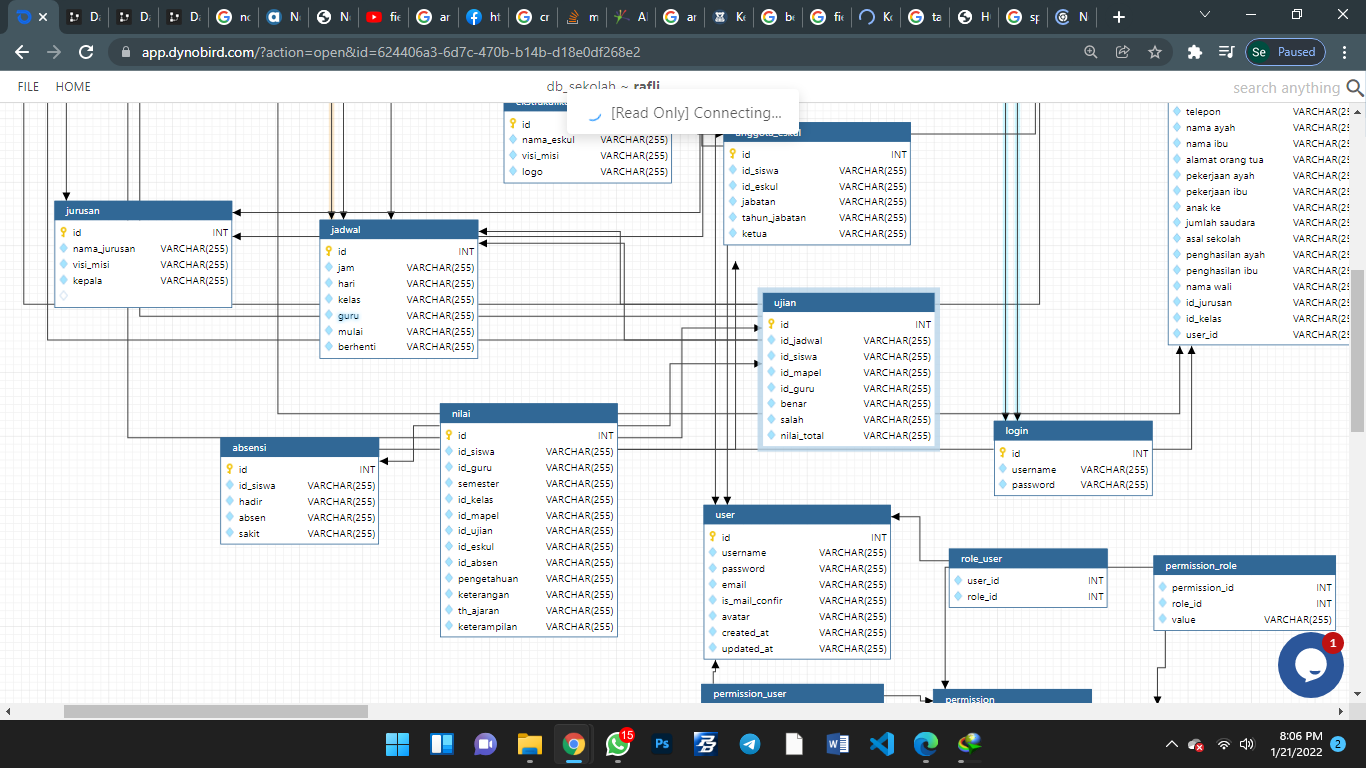 Da
Da
Da
no
No
N
fie
ar
ht
cr
m
Al
ar
Ke
be
fie
Ko
ta
H
sp
N
app.dynobird.com/?action=open&id=624406a3-6d7c-470b-b14b-d18e0df268e2
Se Paused
FILE HOME
db_sekolah ~ rafli
search anything
[Read Only] Connecting...
id
nama_eskul VARCHAR(255)
visi_misi VARCHAR(255)
logo VARCHAR(255)
anggota_eskul
id INT
id_siswa VARCHAR(255)
id_eskul VARCHAR(255)
jabatan VARCHAR(255)
tahun_jabatan VARCHAR(255)
ketua VARCHAR(255)
telepon VARCHAR(25
nama ayah VARCHAR(25
nama ibu VARCHAR(25
alamat orang tua VARCHAR(25
pekerjaan ayah VARCHAR(25
pekerjaan ibu VARCHAR(25
anak ke VARCHAR(25
jumlah saudara VARCHAR(25
asal sekolah VARCHAR(25
penghasilan ayah VARCHAR(25
penghasilan ibu VARCHAR(25
nama wali VARCHAR(25
id_jurusan VARCHAR(25
id_kelas VARCHAR(25
user_id VARCHAR(25
jurusan
id INT
nama_jurusan VARCHAR(255)
visi_misi VARCHAR(255)
kepala VARCHAR(255)
jadwal
id INT
jam VARCHAR(255)
hari VARCHAR(255)
kelas VARCHAR(255)
guru VARCHAR(255)
mulai VARCHAR(255)
berhenti VARCHAR(255)
ujian
id INT
id_jadwal VARCHAR(255)
id_siswa VARCHAR(255)
id_mapel VARCHAR(255)
id_guru VARCHAR(255)
benar VARCHAR(255)
salah VARCHAR(255)
nilai_total VARCHAR(255)
nilai
id INT
id_siswa VARCHAR(255)
id_guru VARCHAR(255)
semester VARCHAR(255)
id_kelas VARCHAR(255)
id_mapel VARCHAR(255)
id_ujian VARCHAR(255)
id_eskul VARCHAR(255)
id_absen VARCHAR(255)
pengetahuan VARCHAR(255)
keterangan VARCHAR(255)
th_ajaran VARCHAR(255)
keterampilan VARCHAR(255)
absensi
id INT
id_siswa VARCHAR(255)
hadir VARCHAR(255)
absen VARCHAR(255)
sakit VARCHAR(255)
login
id INT
username VARCHAR(255)
password VARCHAR(255)
user
id INT
username VARCHAR(255)
password VARCHAR(255)
email VARCHAR(255)
is_mail_confir VARCHAR(255)
avatar VARCHAR(255)
created_at VARCHAR(255)
updated_at VARCHAR(255)
role_user
user_id INT
role_id INT
permission_role
permission_id INT
role_id INT
value VARCHAR(255)
1
permission_user
permission
15
Ps
8:06 PM
1/21/2022
2